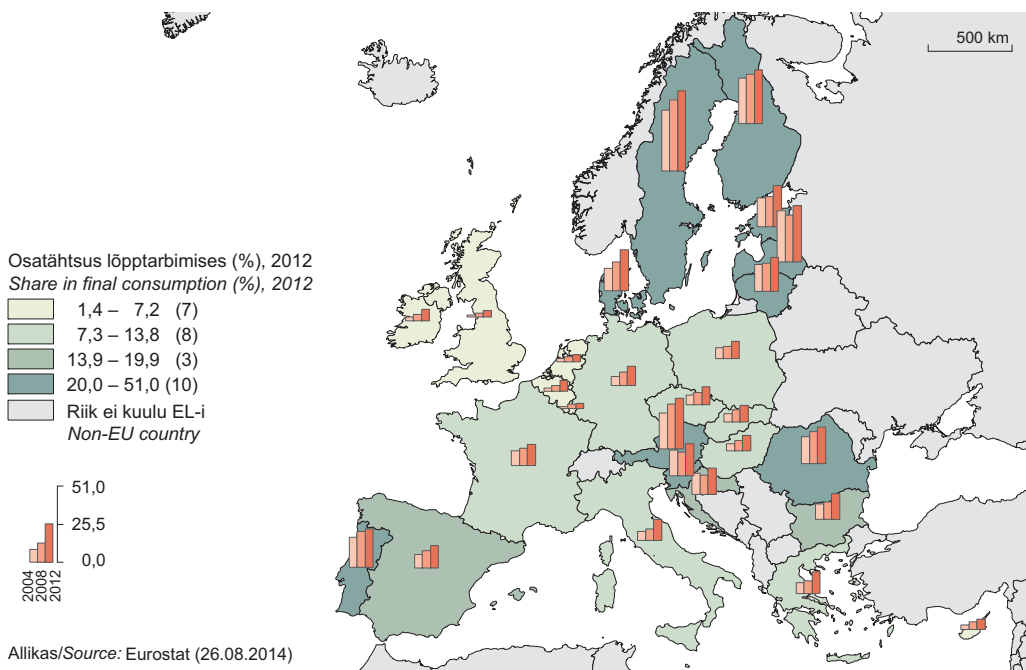 500 km
Osatähtsus lõpptarbimises (%), 2012
Share in final consumption (%), 2012
1,4 – 7,2 (7)
7,3 – 13,8 (8)
13,9 – 19,9 (3)
20,0 – 51,0 (10)
Riik ei kuulu EL-i
Non-EU country
51,0
25,5
0,0
2004
2008
2012
Allikas/Source: Eurostat (26.08.2014)